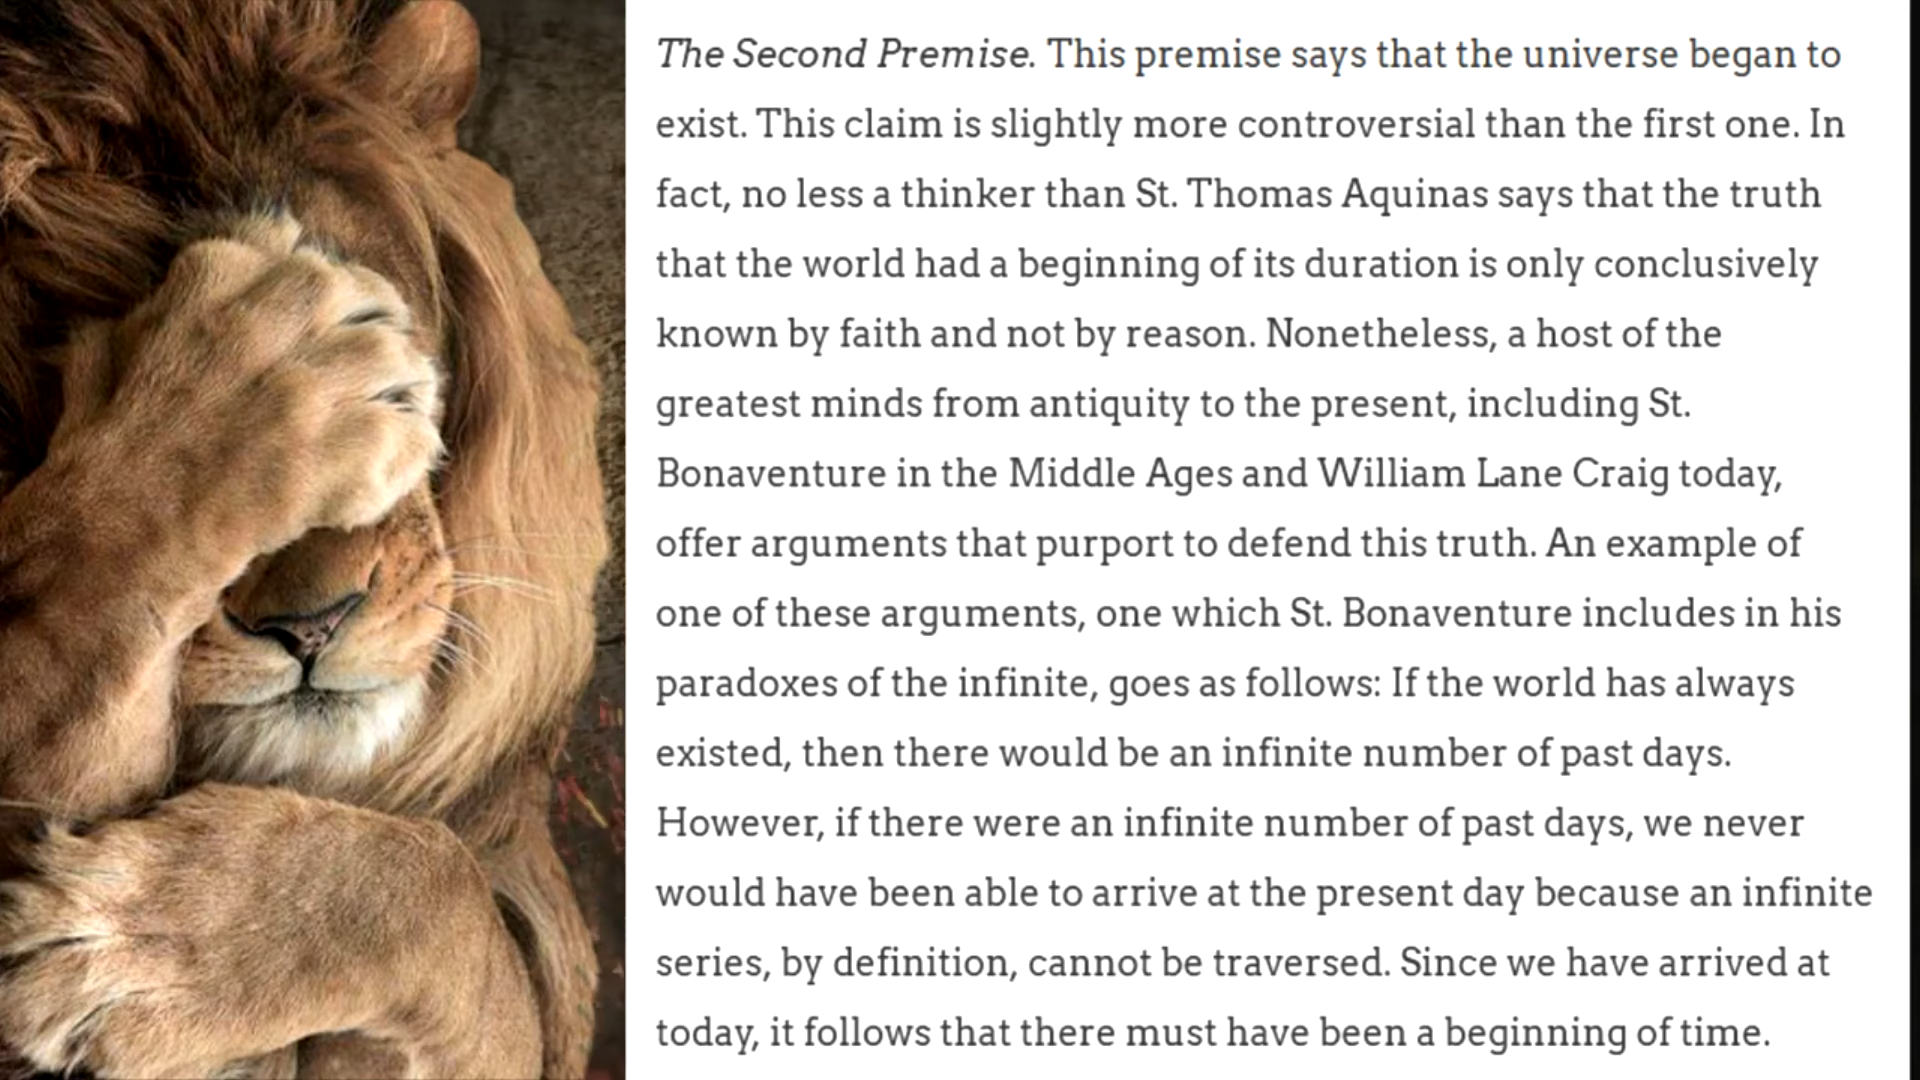 The Second Premise. This premise says that the universe began to
exist. This claim is slightly more controversial than the first one. In
fact, no less a thinker than St. Thomas Aquinas says that the truth
that the world had a beginning of its duration is only conclusively
known by faith and not by reason. Nonetheless, a host of the
greatest minds from antiquity to the present, including St.
Bonaventure in the Middle Ages and William Lane Craig today,
offer arguments that purport to defend this truth. An example of
one of these arguments, one which St. Bonaventure includes in his
paradoxes of the infinite, goes as follows: If the world has always
existed, then there would be an infinite number of past days.
However, if there were an infinite number of past days, we never
would have been able to arrive at the present day because an infinite
series, by definition, cannot be traversed. Since we have arrived at
today, it follows that there must have been a beginning of time.